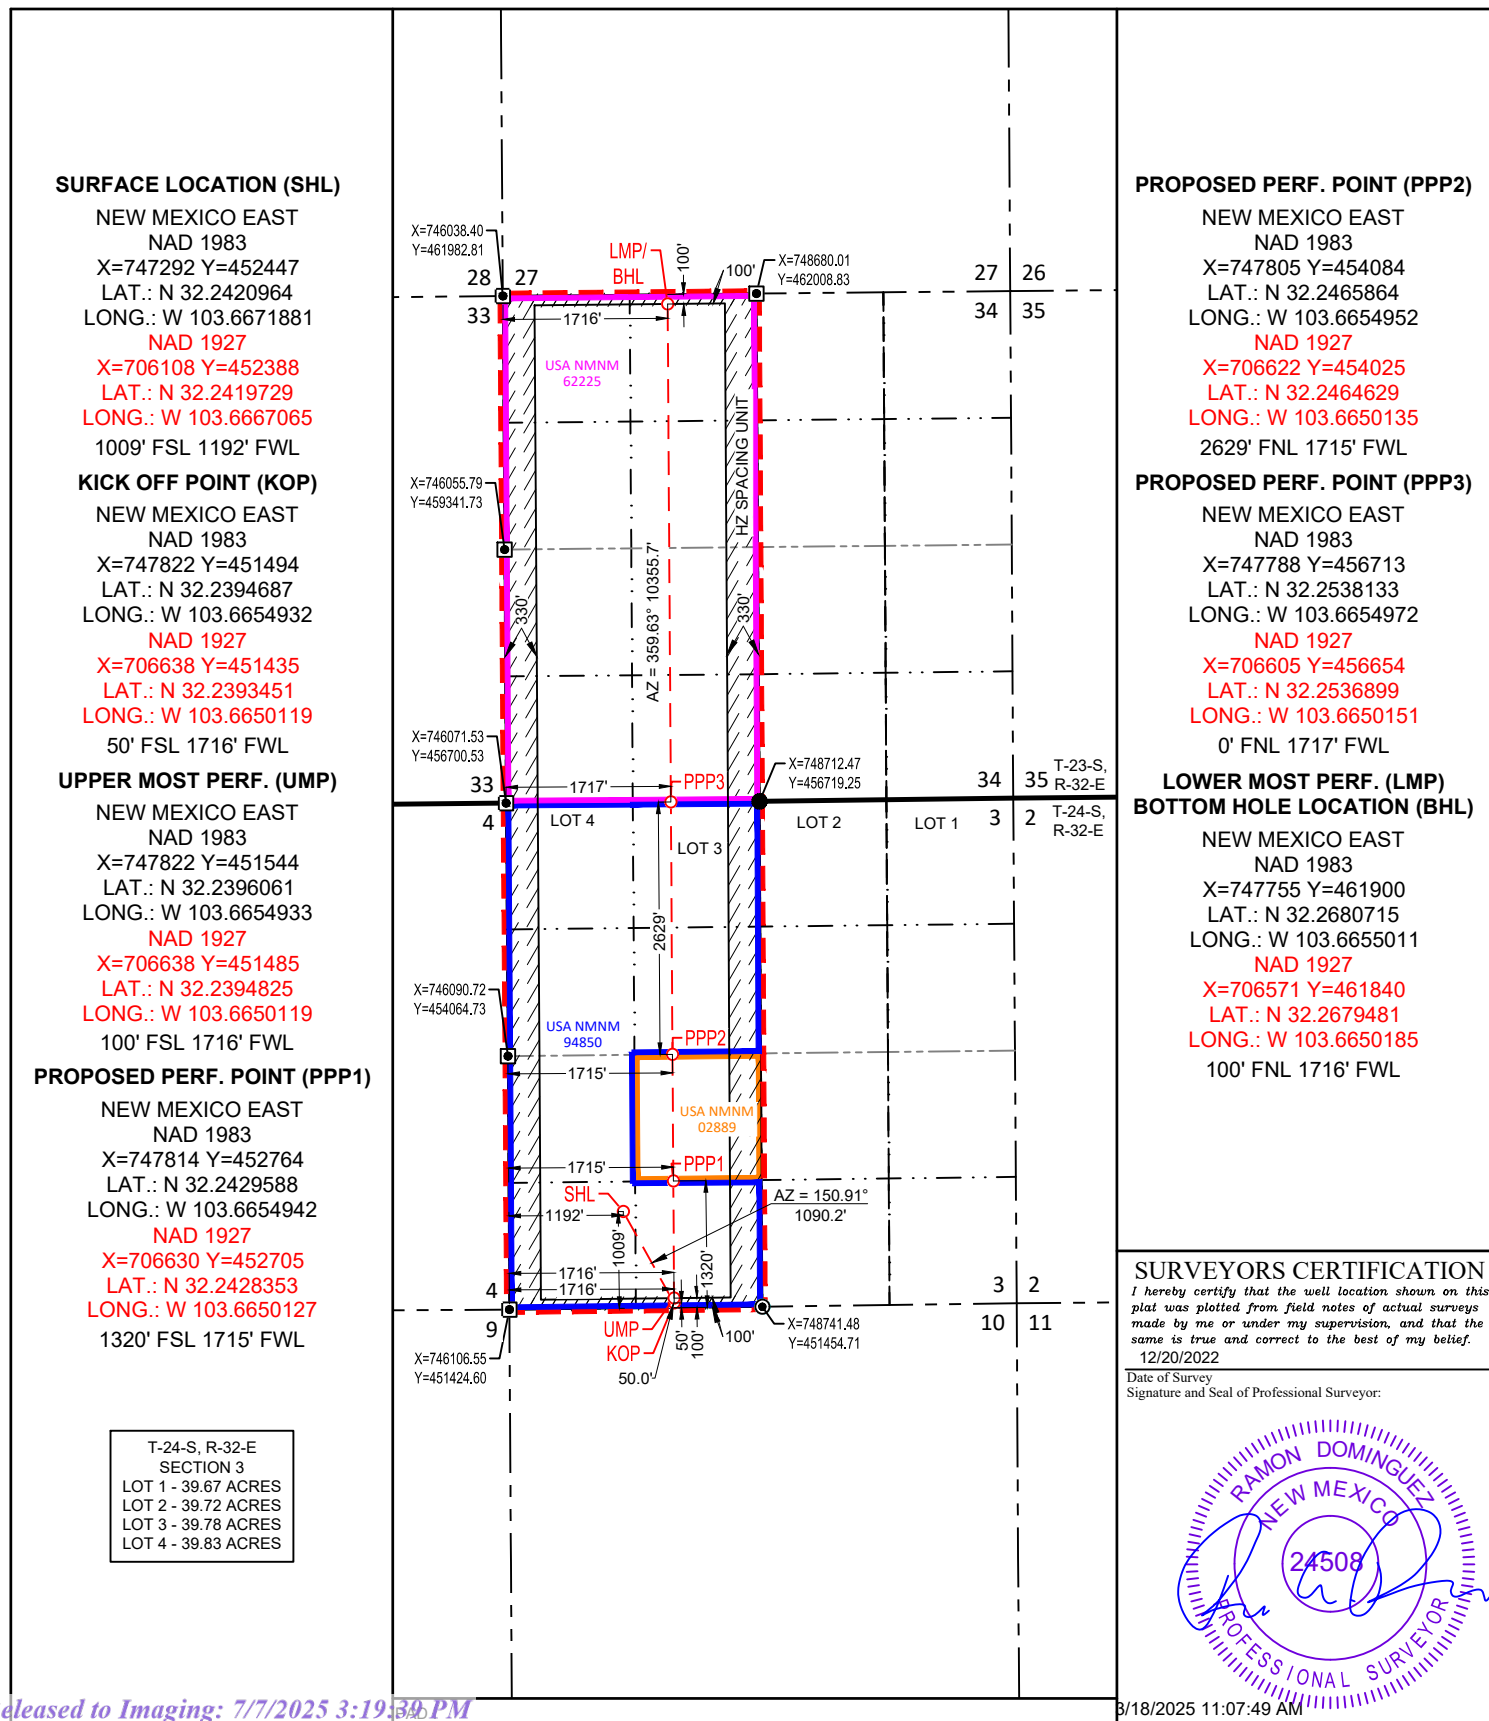 SURFACE LOCATION (SHL)
NEW MEXICO EAST
NAD 1983
X=747292 Y=452447
LAT.: N 32.2420964
LONG.: W 103.6671881
NAD 1927
X=706108 Y=452388
LAT.: N 32.2419729
LONG.: W 103.6667065
1009' FSL 1192' FWL
KICK OFF POINT (KOP)
NEW MEXICO EAST
NAD 1983
X=747822 Y=451494
LAT.: N 32.2394687
LONG.: W 103.6654932
NAD 1927
X=706638 Y=451435
LAT.: N 32.2393451
LONG.: W 103.6650119
50' FSL 1716' FWL
UPPER MOST PERF. (UMP)
NEW MEXICO EAST
NAD 1983
X=747822 Y=451544
LAT.: N 32.2396061
LONG.: W 103.6654933
NAD 1927
X=706638 Y=451485
LAT.: N 32.2394825
LONG.: W 103.6650119
100' FSL 1716' FWL
PROPOSED PERF. POINT (PPP1)
NEW MEXICO EAST
NAD 1983
X=747814 Y=452764
LAT.: N 32.2429588
LONG.: W 103.6654942
NAD 1927
X=706630 Y=452705
LAT.: N 32.2428353
LONG.: W 103.6650127
1320' FSL 1715' FWL
T-24-S, R-32-E
SECTION 3
LOT 1 - 39.67 ACRES
LOT 2 - 39.72 ACRES
LOT 3 - 39.78 ACRES
LOT 4 - 39.83 ACRES
X=746038.40
Y=461982.81
28 27
33
LMP/
BHL
100'
100'
X=748680.01
Y=462008.83
27 26
34 35
1716'
USA NMNM
62225
HZ SPACING UNIT
X=746055.79
Y=459341.73
330'
330'
AZ = 359.63° 10355.7'
X=746071.53
Y=456700.53
33
4
1717'
PPP3
X=748712.47
Y=456719.25
34 35
T-23-S,
R-32-E
3 2
T-24-S,
R-32-E
LOT 4
LOT 3
LOT 2
LOT 1
2629'
X=746090.72
Y=454064.73
USA NMNM
94850
PPP2
1715'
USA NMNM
02889
1715'
PPP1
SHL
1192'
1009'
AZ = 150.91°
1090.2'
1320'
1716'
1716'
4
9
3 2
10 11
UMP
KOP
50'
100'
100'
50.0'
X=748741.48
Y=451454.71
X=746106.55
Y=451424.60
PROPOSED PERF. POINT (PPP2)
NEW MEXICO EAST
NAD 1983
X=747805 Y=454084
LAT.: N 32.2465864
LONG.: W 103.6654952
NAD 1927
X=706622 Y=454025
LAT.: N 32.2464629
LONG.: W 103.6650135
2629' FNL 1715' FWL
PROPOSED PERF. POINT (PPP3)
NEW MEXICO EAST
NAD 1983
X=747788 Y=456713
LAT.: N 32.2538133
LONG.: W 103.6654972
NAD 1927
X=706605 Y=456654
LAT.: N 32.2536899
LONG.: W 103.6650151
0' FNL 1717' FWL
LOWER MOST PERF. (LMP)
BOTTOM HOLE LOCATION (BHL)
NEW MEXICO EAST
NAD 1983
X=747755 Y=461900
LAT.: N 32.2680715
LONG.: W 103.6655011
NAD 1927
X=706571 Y=461840
LAT.: N 32.2679481
LONG.: W 103.6650185
100' FNL 1716' FWL
SURVEYORS CERTIFICATION
I hereby certify that the well location shown on this
plat was plotted from field notes of actual surveys
made by me or under my supervision, and that the
same is true and correct to the best of my belief.
12/20/2022
Date of Survey
Signature and Seal of Professional Surveyor:
RAMON DOMINGUEZ
NEW MEXICO
24508
PROFESSIONAL SURVEYOR
eleased to Imaging: 7/7/2025 3:19:39 PM
3/18/2025 11:07:49 AM